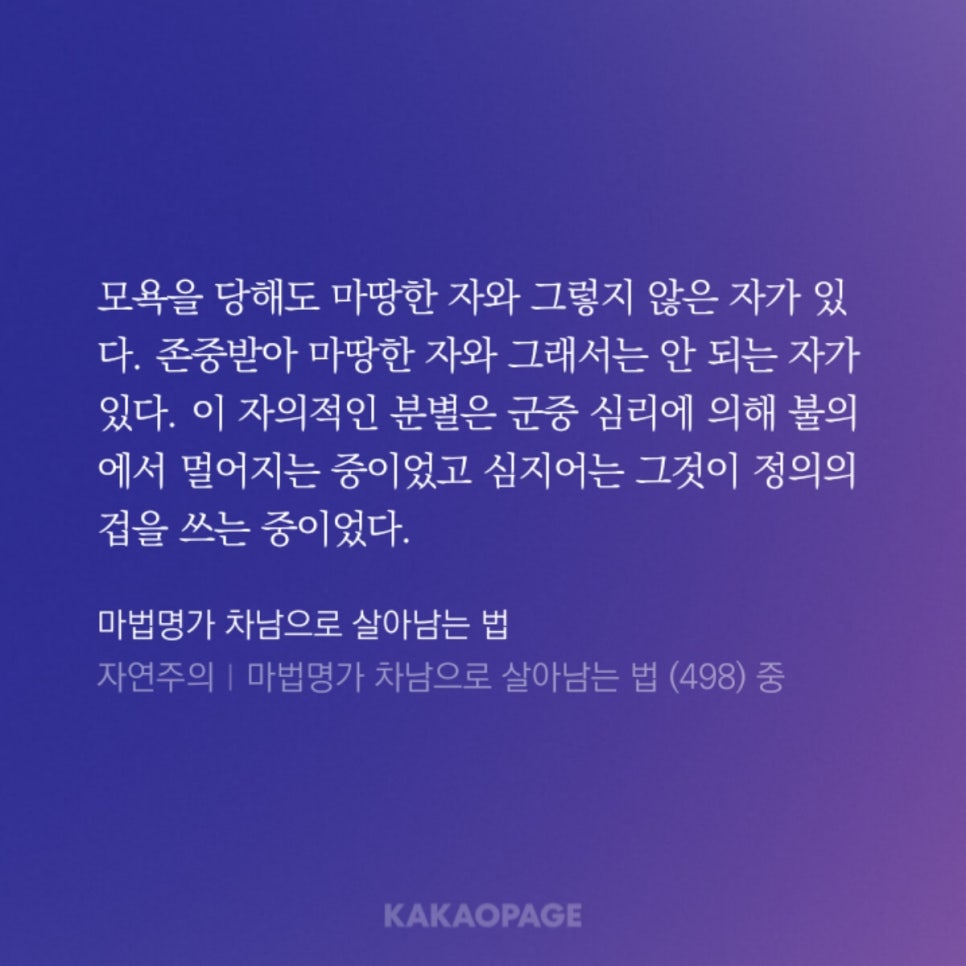 모욕을 당해도 마땅한 자와 그렇지 않은 자가 있
다. 존중받아 마땅한 자와 그래서는 안 되는 자가
있다. 이 자의적인 분별은 군중 심리에 의해 불의
에서 멀어지는 중이었고 심지어는 그것이 정의의
겁을 쓰는 중이었다.
마법명가 차남으로 살아남는 법
자연주의 | 마법명가 차남으로 살아남는 법 (498) 중
KAKAOPAGE